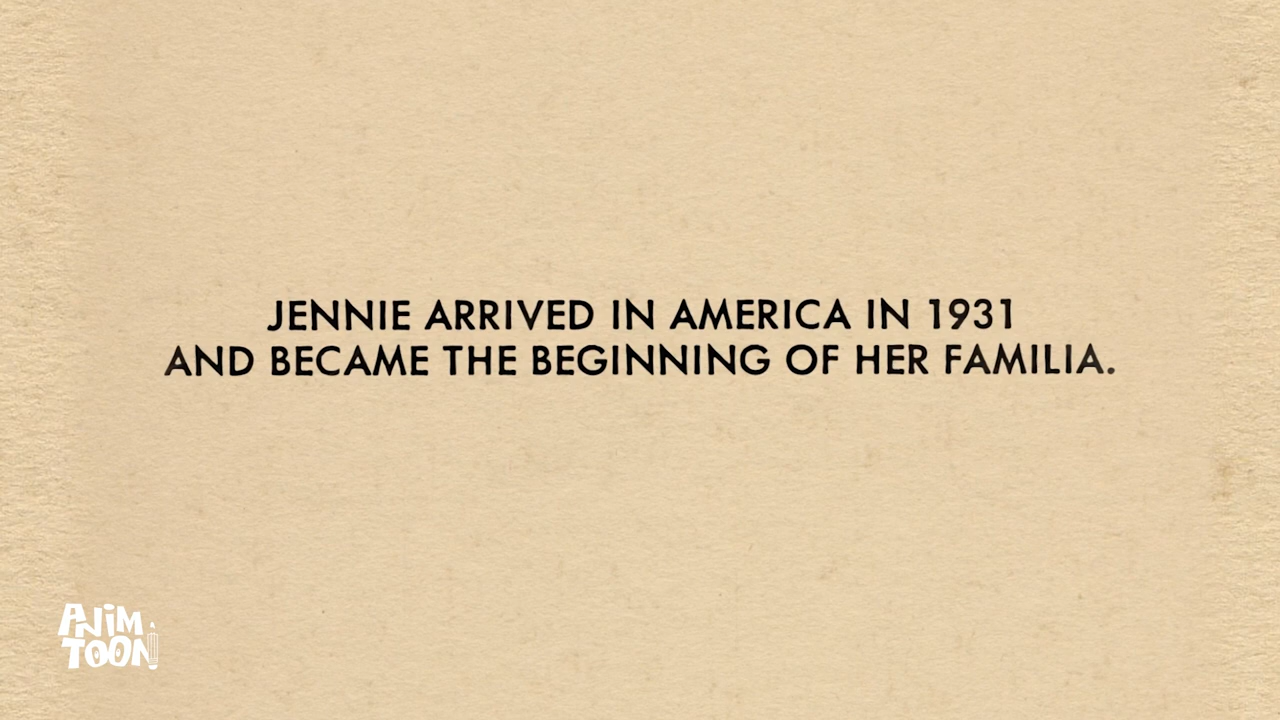 JENNIE ARRIVED IN AMERICA IN 1931
AND BECAME THE BEGINNING OF HER FAMILIA.
ANIM
TOON